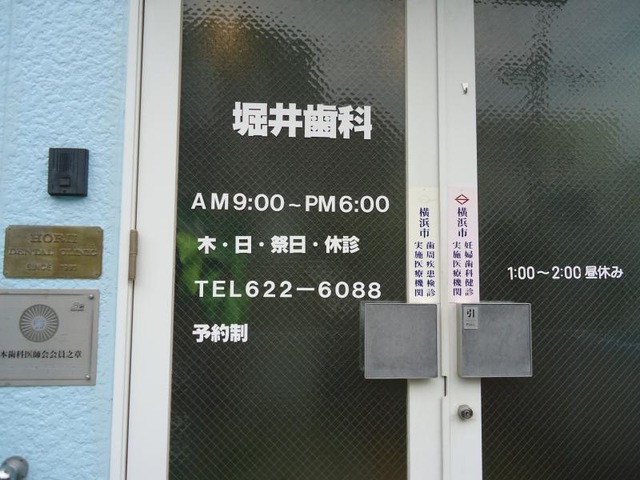 堀井歯科
AM9:00～PM6:00
木・日・祭日・休診
TEL622－6088
予約制
横浜市
歯周疾患検診
実施医療機関
横浜市
妊婦歯科健診
実施医療機関
1:00～2:00 昼休み
引
HORII
DENTAL CLINIC
SINCE
本歯科医師会会員之章